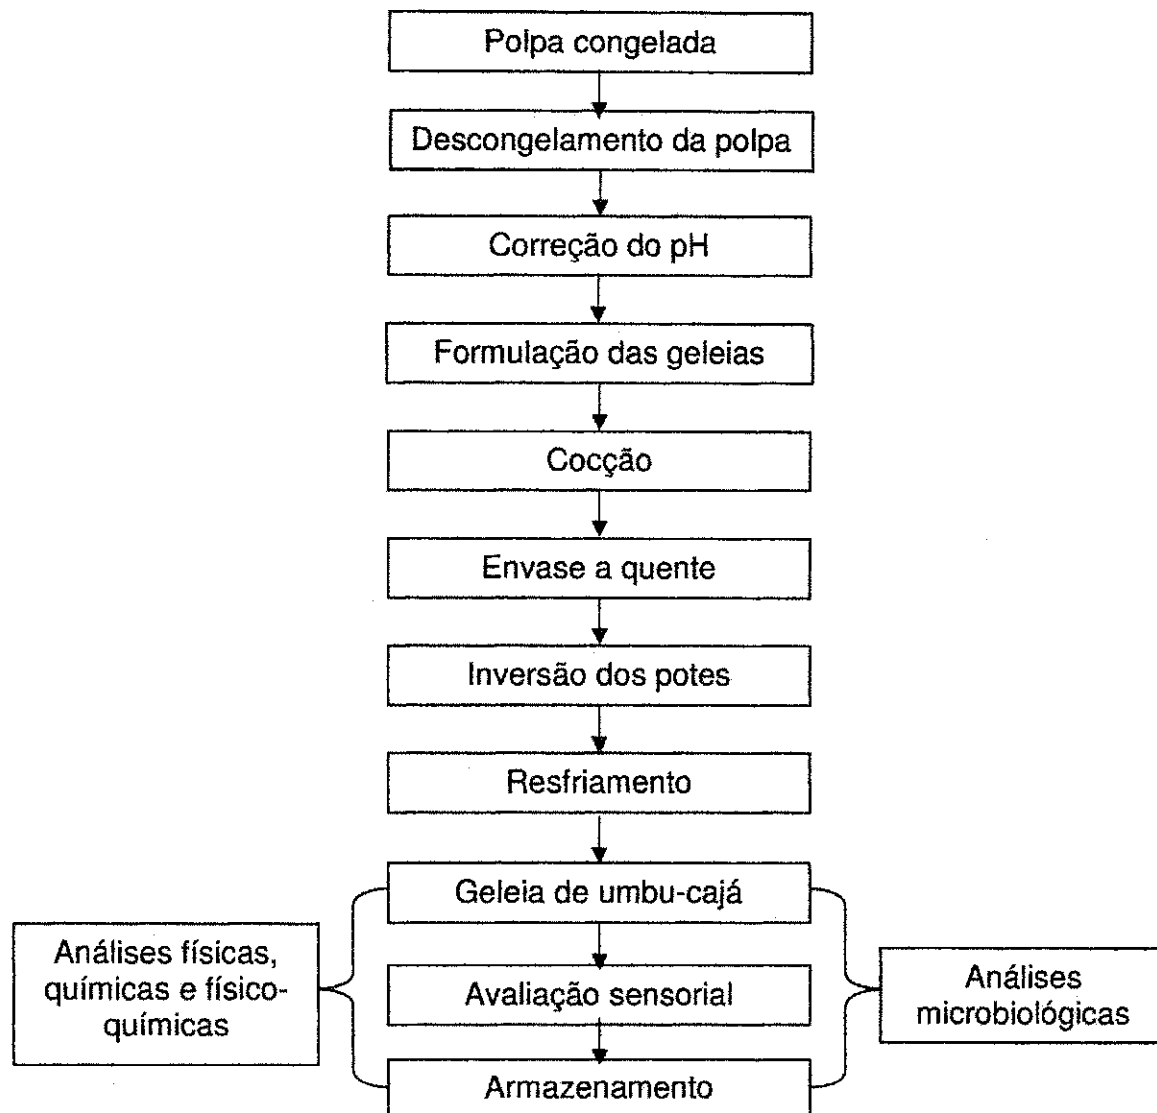 Polpa congelada
Descongelamento da polpa
Correção do pH
Formulação das geleias
Cocção
Envase a quente
Inversão dos potes
Resfriamento
Geleia de umbu-cajá
Análises físicas,
químicas e físico-
químicas
Avaliação sensorial
Análises
microbiológicas
Armazenamento